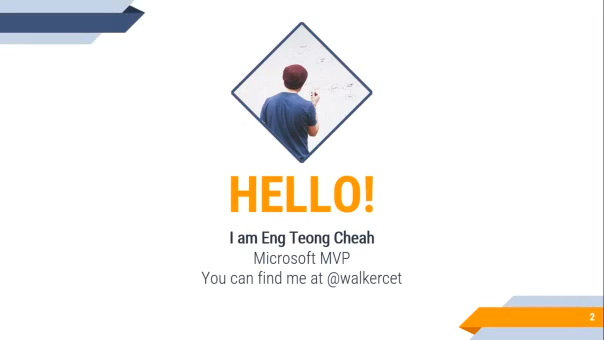 HELLO!
I am Eng Teong Cheah
Microsoft MVP
You can find me at @walkercet
2